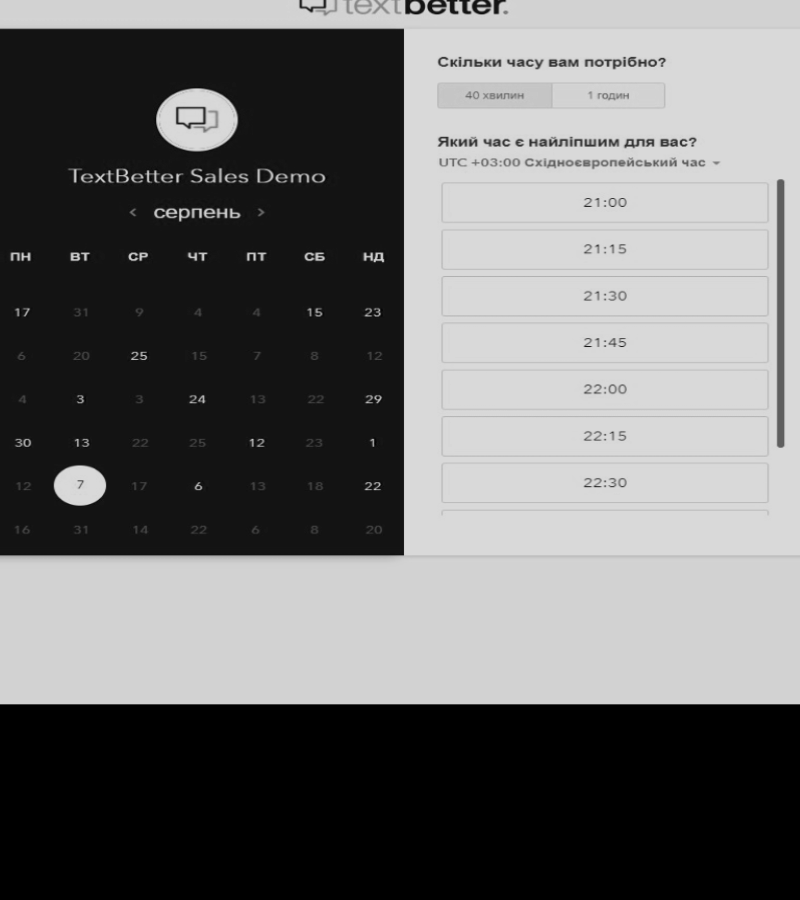 textbetter.
TextBetter Sales Demo
‹ серпень ›
ПН ВТ СР ЧТ ПТ СБ НД
17 31 9 4 4 15 23
6 20 25 15 7 8 12
4 3 3 24 13 22 29
30 13 22 25 12 23 1
12 7 17 6 13 18 22
16 31 14 22 6 8 20
Скільки часу вам потрібно?
40 хвилин 1 годин
Який час є найліпшим для вас?
UTC +03:00 Східноєвропейський час
21:00
21:15
21:30
21:45
22:00
22:15
22:30